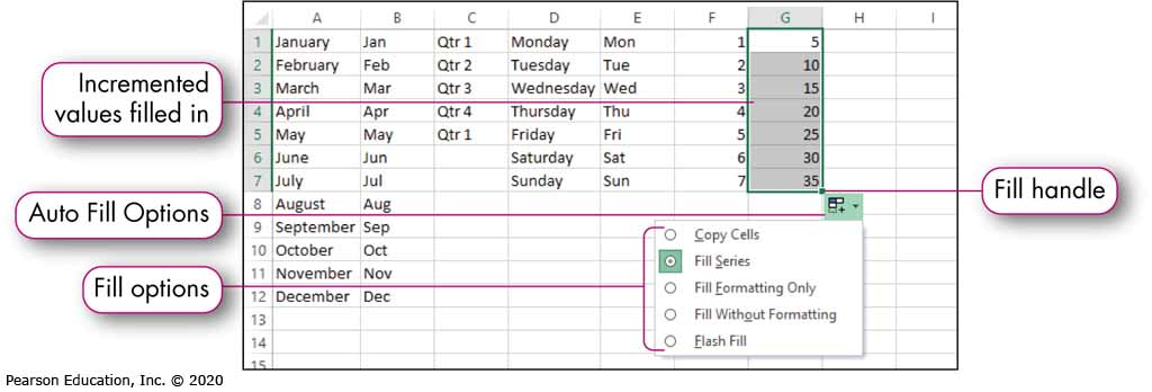 A B C D E F G H I
1 January Jan Qtr 1 Monday Mon 1 5
2 February Feb Qtr 2 Tuesday Tue 2 10
Incremented
values filled in
3 March Mar Qtr 3 Wednesday Wed 3 15
4 April Apr Qtr 4 Thursday Thu 4 20
5 May May Qtr 1 Friday Fri 5 25
6 June Jun Saturday Sat 6 30
7 July Jul Sunday Sun 7 35
Fill handle
Auto Fill Options
8 August Aug
9 September Sep
10 October Oct
11 November Nov
12 December Dec
13
14
15
Fill options
Copy Cells
Fill Series
Fill Formatting Only
Fill Without Formatting
Flash Fill
Pearson Education, Inc. © 2020